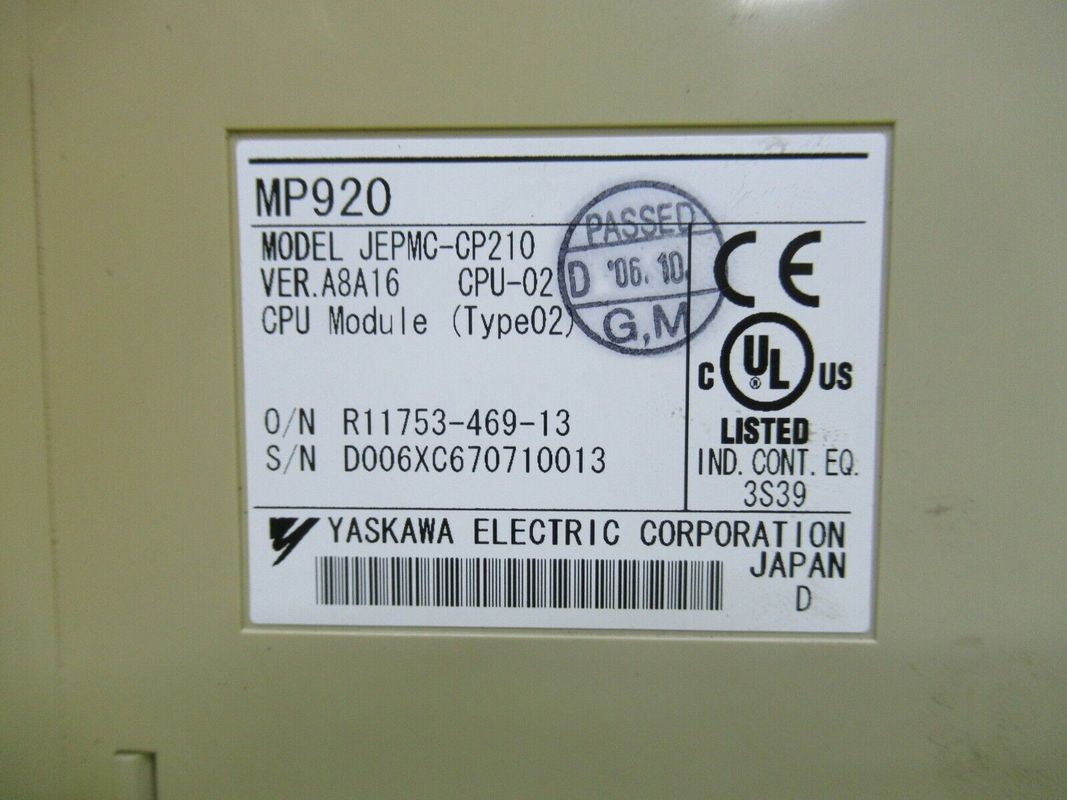 MP920
MODEL JEPMC-CP210
VER.A8A16 CPU-02
CPU Module (Type02)
PASSED
D '06.10.
G,M
CE
C UL® US
LISTED
IND. CONT. EQ.
3S39
O/N R11753-469-13
S/N D006XC670710013
YASKAWA ELECTRIC CORPORATION
JAPAN
D